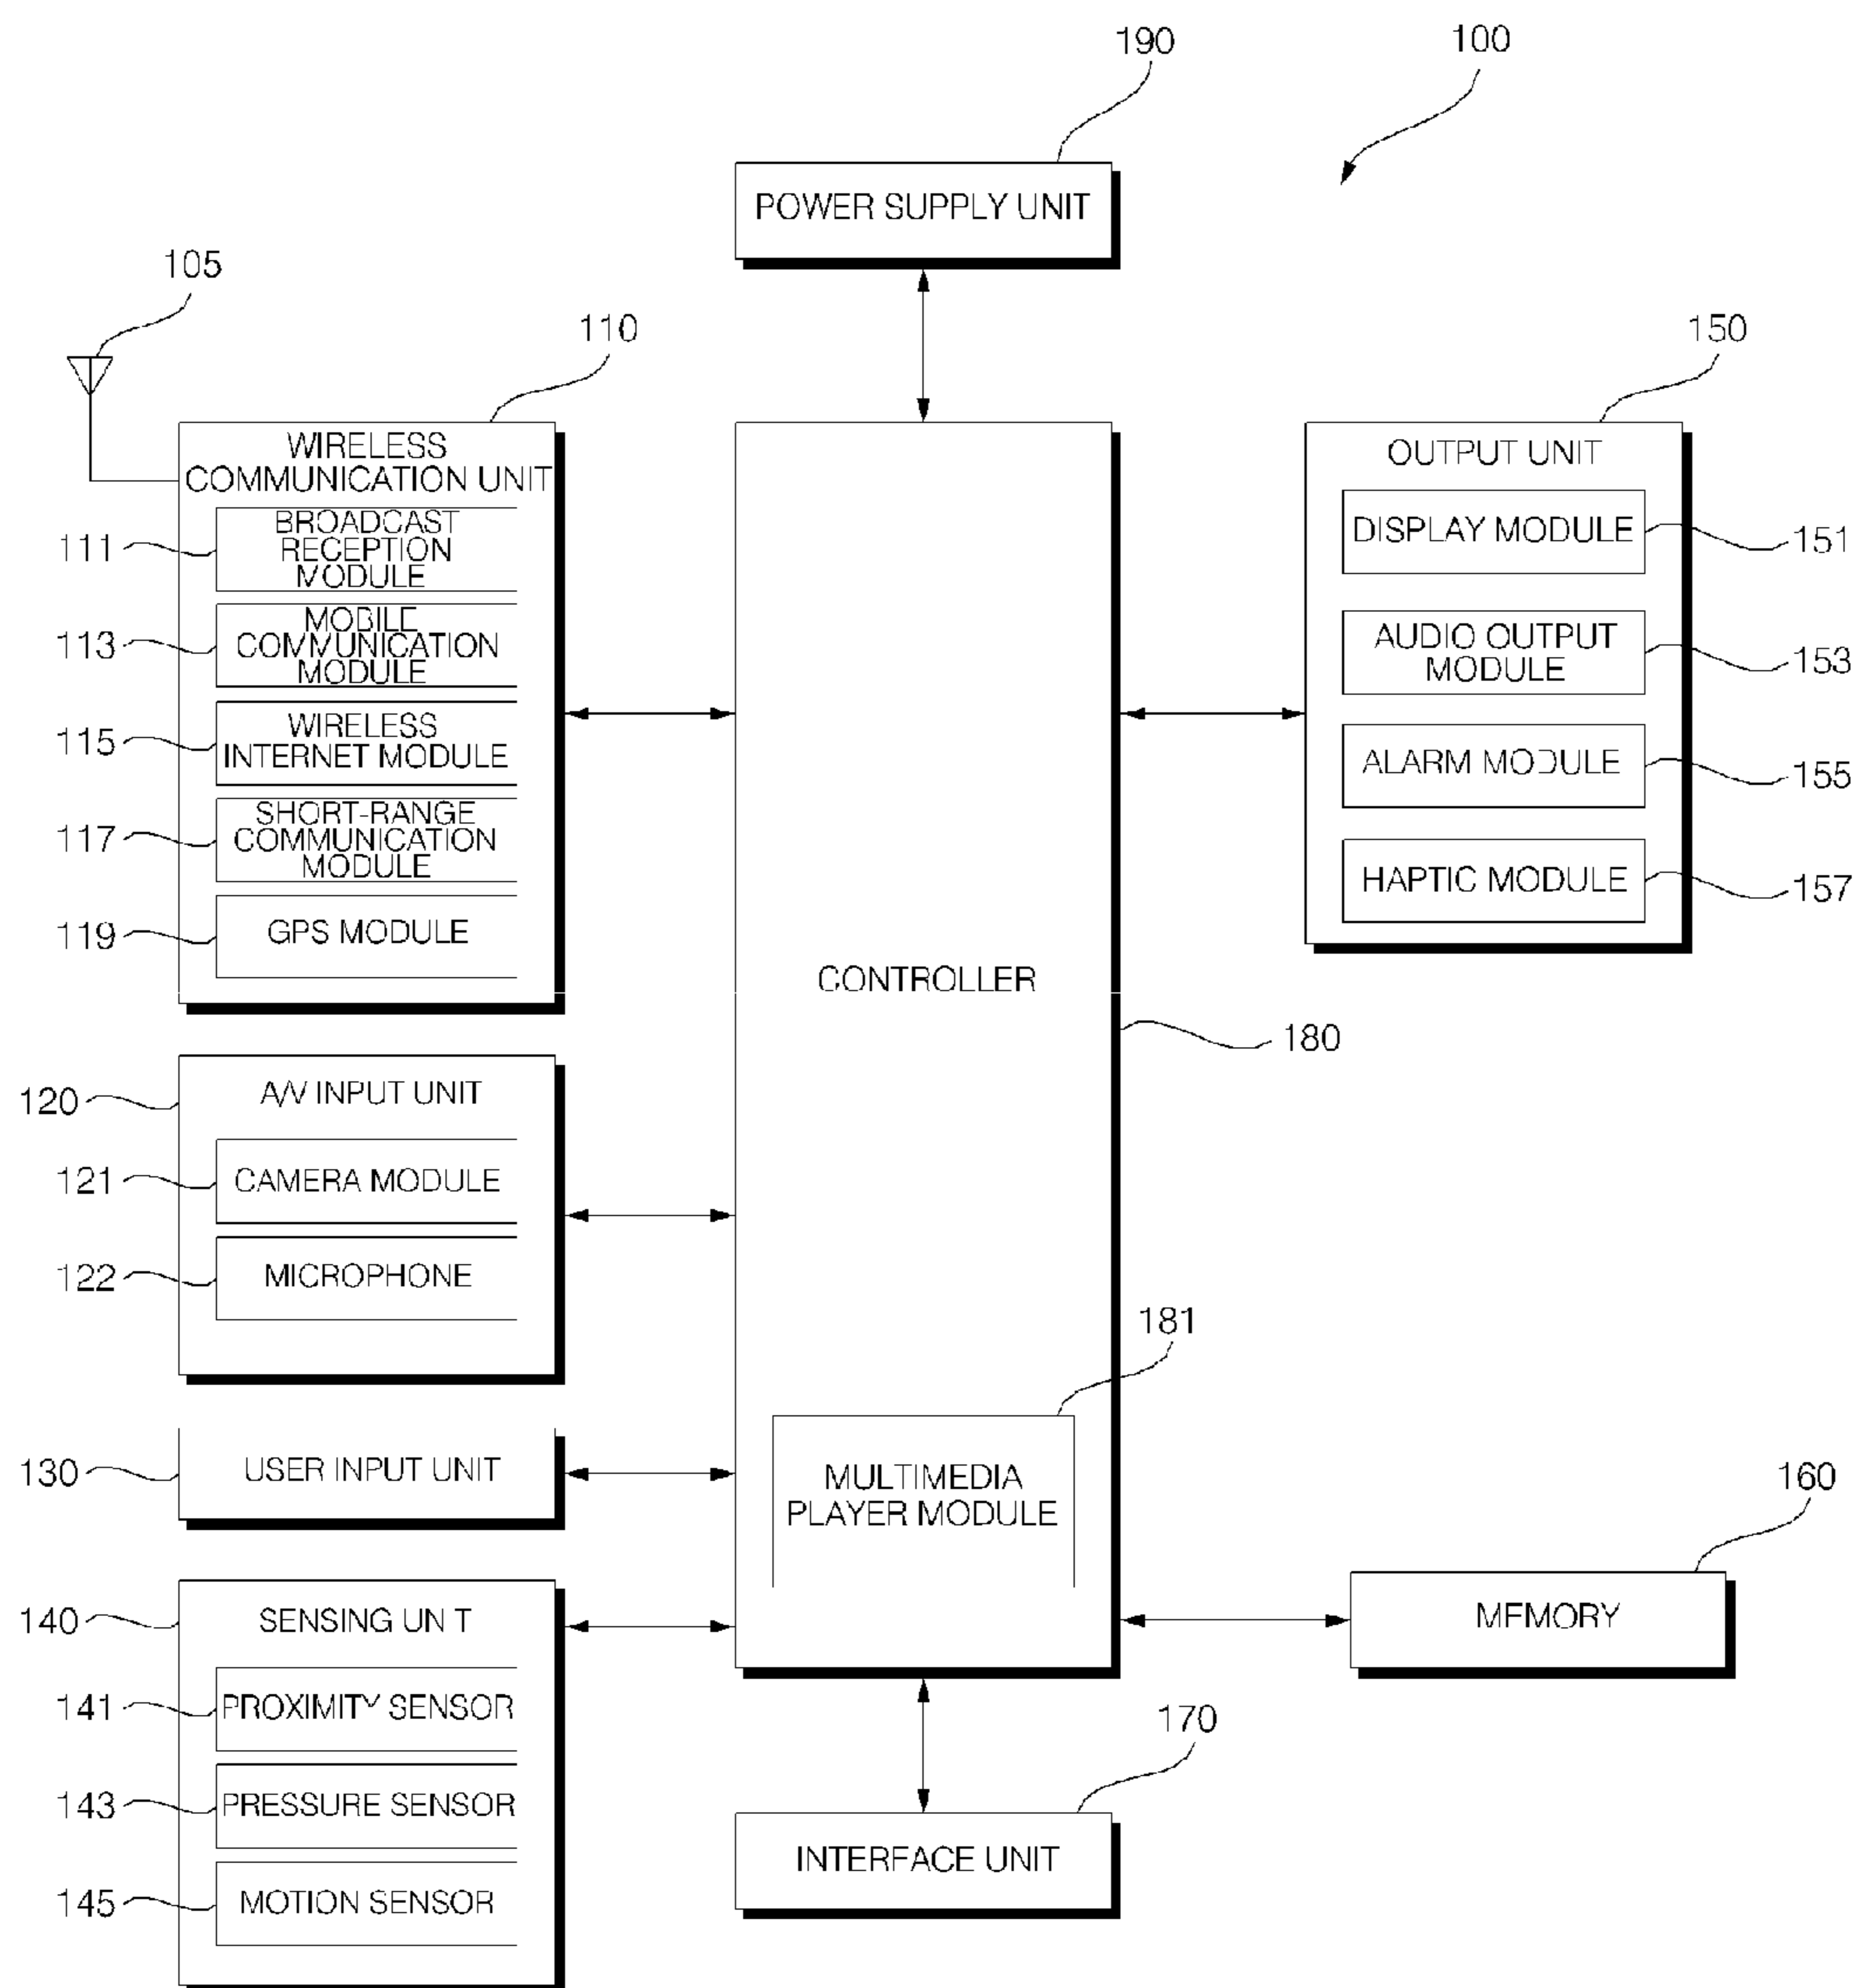 190
100
POWER SUPPLY UNIT
105
110
150
WIRELESS
COMMUNICATION UNIT
111
BROADCAST
RECEPTION
MODULE
113
MOBILE
COMMUNICATION
MODULE
115
WIRELESS
INTERNET MODULE
117
SHORT-RANGE
COMMUNICATION
MODULE
119
GPS MODULE
OUTPUT UNIT
DISPLAY MODULE
151
AUDIO OUTPUT
MODULE
153
ALARM MODULE
155
HAPTIC MODULE
157
CONTROLLER
180
120
A/V INPUT UNIT
121
CAMERA MODULE
122
MICROPHONE
181
MULTIMEDIA
PLAYER MODULE
130
USER INPUT UNIT
160
MEMORY
140
SENSING UNIT
141
PROXIMITY SENSOR
143
PRESSURE SENSOR
145
MOTION SENSOR
170
INTERFACE UNIT